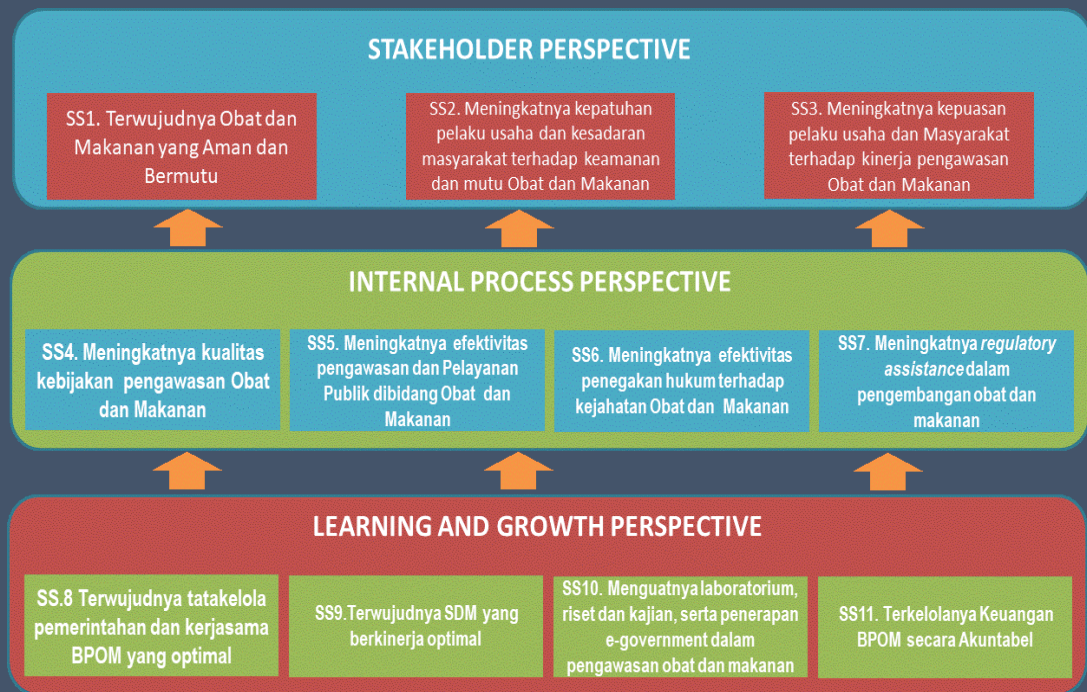 STAKEHOLDER PERSPECTIVE
SS1. Terwujudnya Obat dan
Makanan yang Aman dan
Bermutu
SS2. Meningkatnya kepatuhan
pelaku usaha dan kesadaran
masyarakat terhadap keamanan
dan mutu Obat dan Makanan
SS3. Meningkatnya kepuasan
pelaku usaha dan Masyarakat
terhadap kinerja pengawasan
Obat dan Makanan
INTERNAL PROCESS PERSPECTIVE
SS4. Meningkatnya kualitas
kebijakan pengawasan Obat
dan Makanan
SS5. Meningkatnya efektivitas
pengawasan dan Pelayanan
Publik dibidang Obat dan
Makanan
SS6. Meningkatnya efektivitas
penegakan hukum terhadap
kejahatan Obat dan Makanan
SS7. Meningkatnya regulatory
assistance dalam
pengembangan obat dan
makanan
LEARNING AND GROWTH PERSPECTIVE
SS.8 Terwujudnya tatakelola
pemerintahan dan kerjasama
BPOM yang optimal
SS9.Terwujudnya SDM yang
berkinerja optimal
SS10. Menguatnya laboratorium,
riset dan kajian, serta penerapan
e-government dalam
pengawasan obat dan makanan
SS11. Terkelolanya Keuangan
BPOM secara Akuntabel